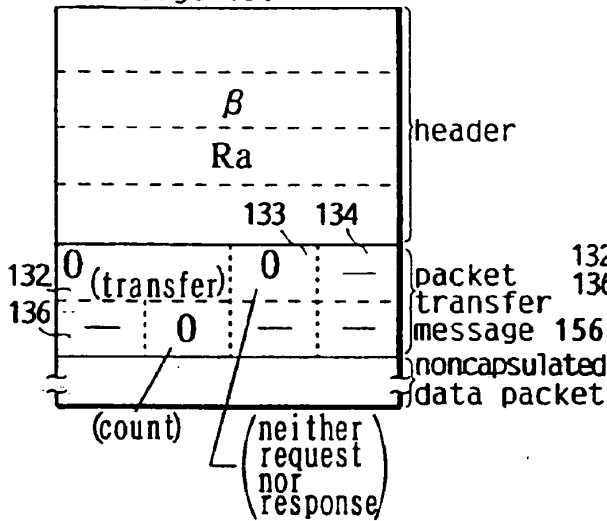 β
header
Ra
133 134
132 0 (transfer) 0 —
packet
132
136
transfer
136 — 0 — —
message 156
noncapsulated
data packet
(count)
(neither
request
nor
response)